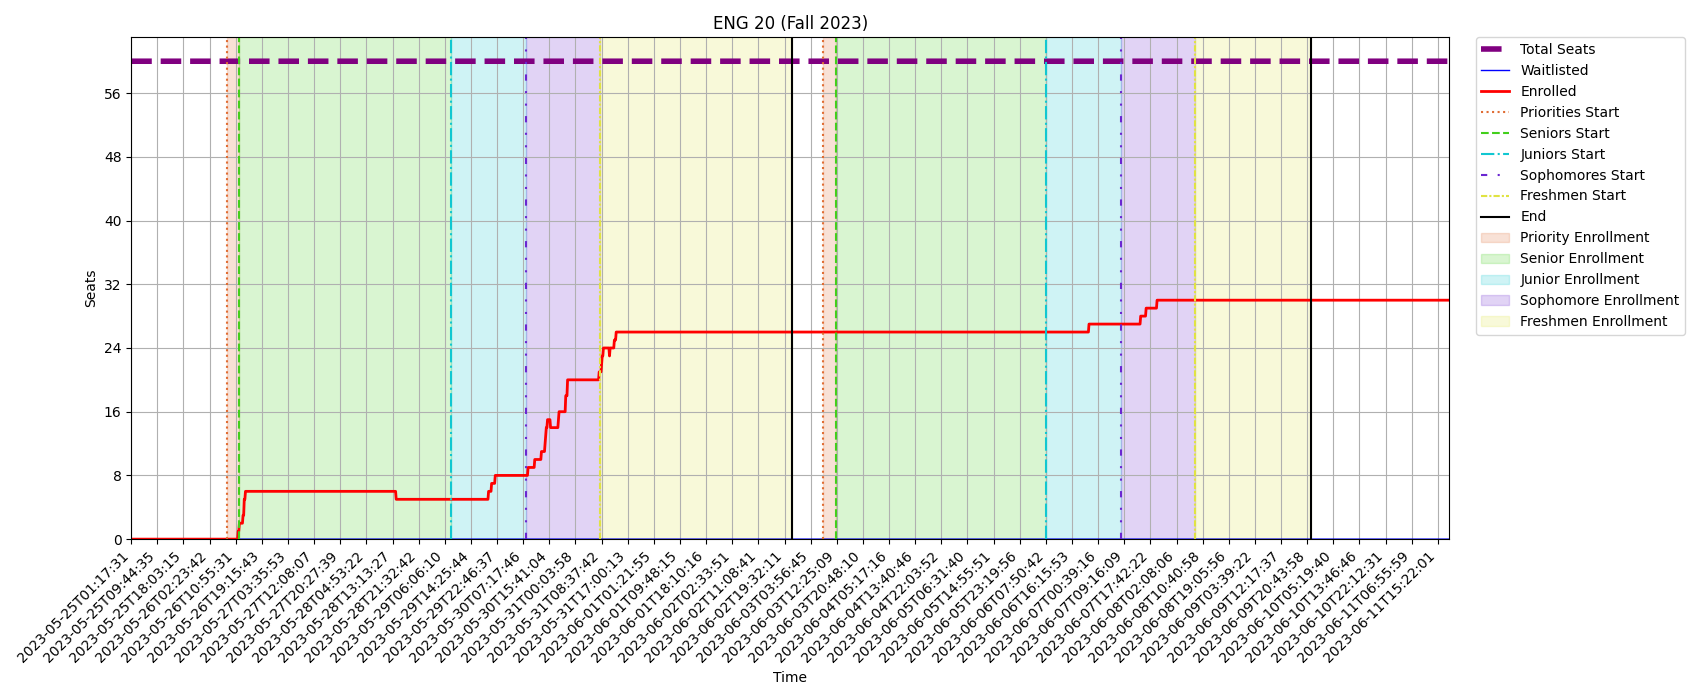 ENG 20 (Fall 2023)
Total Seats
Waitlisted
Enrolled
Priorities Start
Seniors Start
Juniors Start
Sophomores Start
Freshmen Start
End
Priority Enrollment
Senior Enrollment
Junior Enrollment
Sophomore Enrollment
Freshmen Enrollment
Seats
56
48
40
32
24
16
8
0
2023-05-25T01:17:31
2023-05-25T09:44:35
2023-05-25T18:03:15
2023-05-26T02:23:42
2023-05-26T10:55:31
2023-05-26T19:15:43
2023-05-27T03:35:53
2023-05-27T12:08:07
2023-05-27T20:27:39
2023-05-28T04:53:22
2023-05-28T13:13:27
2023-05-28T21:32:42
2023-05-29T06:06:10
2023-05-29T14:25:44
2023-05-29T22:46:37
2023-05-30T07:17:46
2023-05-30T15:41:04
2023-05-31T00:03:58
2023-05-31T08:37:42
2023-05-31T17:00:13
2023-06-01T01:21:55
2023-06-01T09:48:15
2023-06-01T18:10:16
2023-06-02T02:33:51
2023-06-02T11:08:41
2023-06-02T19:32:11
2023-06-03T03:56:45
2023-06-03T12:25:09
2023-06-03T20:48:10
2023-06-04T05:17:16
2023-06-04T13:40:46
2023-06-04T22:03:52
2023-06-05T06:31:40
2023-06-05T14:55:51
2023-06-05T23:19:56
2023-06-06T07:50:42
2023-06-06T16:15:53
2023-06-07T00:39:16
2023-06-07T09:16:09
2023-06-07T17:42:22
2023-06-08T02:08:06
2023-06-08T10:40:58
2023-06-08T19:05:56
2023-06-09T03:39:22
2023-06-09T12:17:37
2023-06-09T20:43:58
2023-06-10T05:19:40
2023-06-10T13:46:46
2023-06-10T22:12:31
2023-06-11T06:55:59
2023-06-11T15:22:01
Time